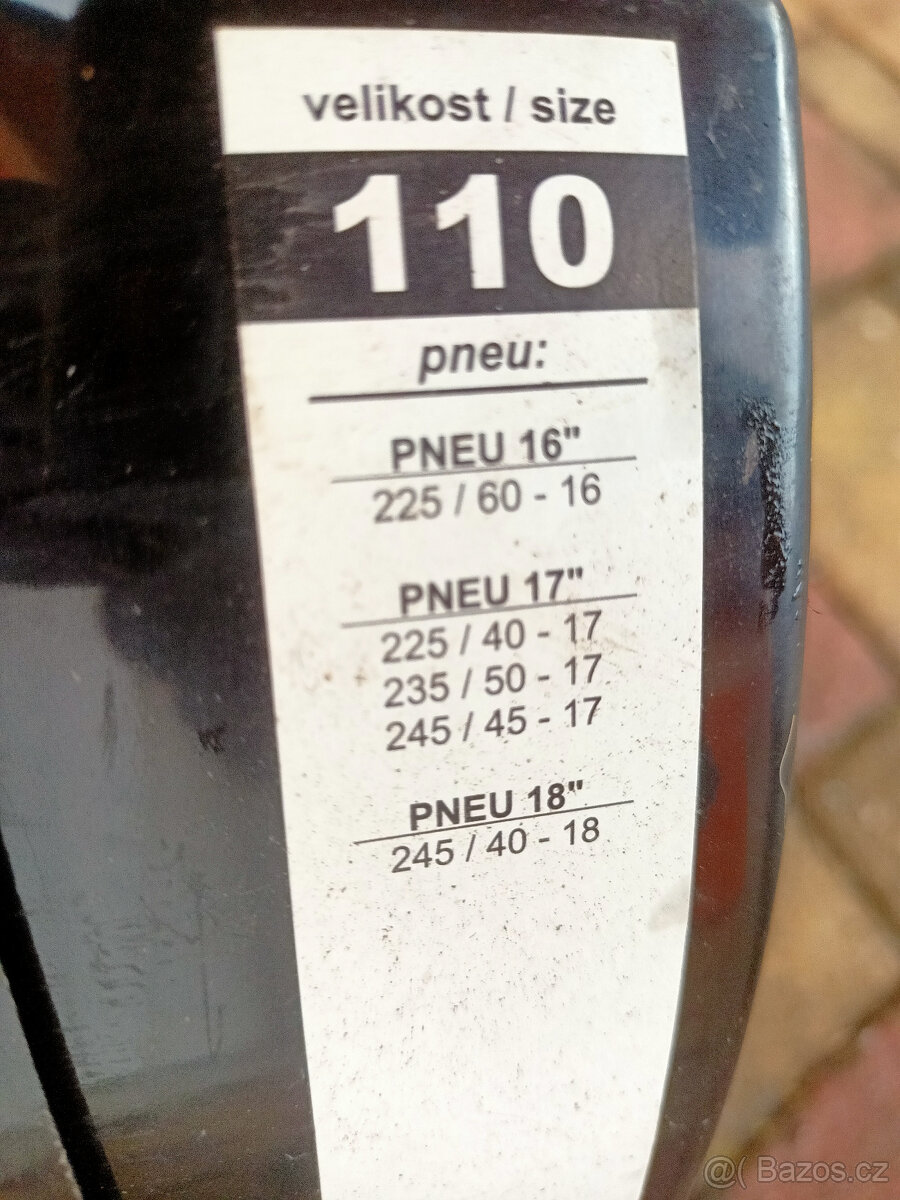 velikost / size
110
pneu:
PNEU 16"
225 / 60 - 16
PNEU 17"
225 / 40 - 17
235 / 50 - 17
245 / 45 - 17
PNEU 18"
245 / 40 - 18
@( Bazos.cz